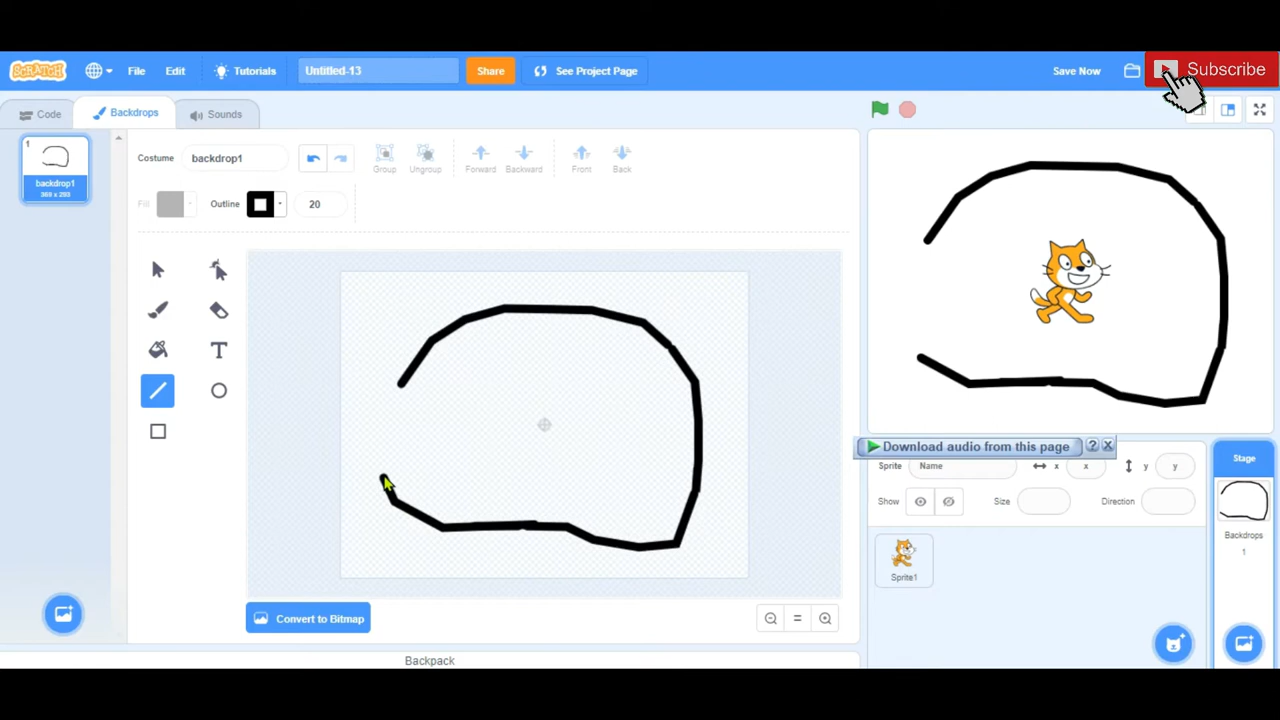 SCRATCH
File
Edit
Tutorials
Untitled-13
Share
See Project Page
Save Now
Subscribe
Code
Backdrops
Sounds
1
backdrop1
369 x 293
Costume
backdrop1
Group
Ungroup
Forward
Backward
Front
Back
Fill
Outline
20
T
Convert to Bitmap
=
Backpack
Download audio from this page
?
Sprite
Name
x
x
y
y
Show
Size
Direction
Sprite1
Stage
Backdrops
1